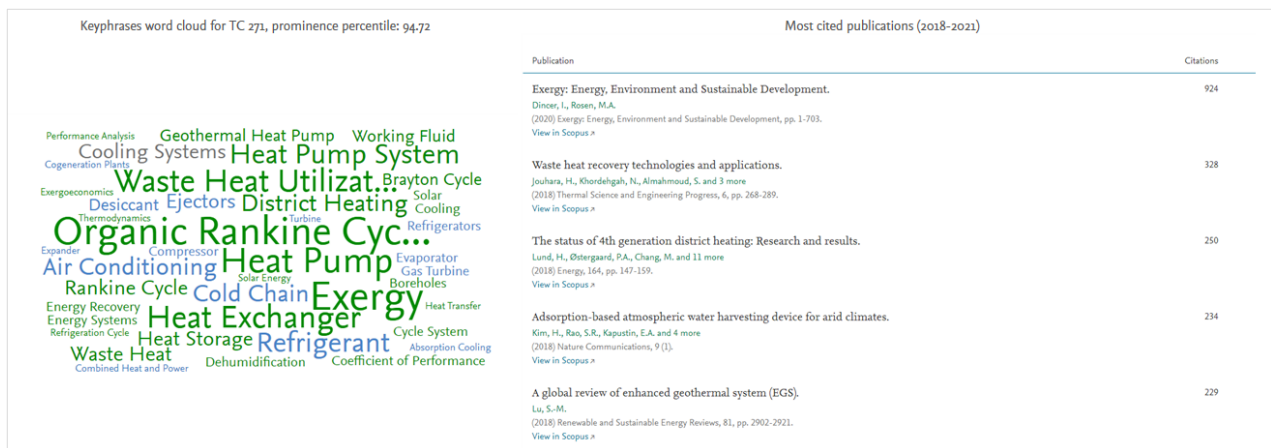 Keyphrases word cloud for TC 271, prominence percentile: 94.72
Performance Analysis
Geothermal Heat Pump
Working Fluid
Cooling Systems
Heat Pump System
Cogeneration Plants
Waste Heat Utilizat...
Brayton Cycle
Exergoeconomics
Desiccant
Ejectors
District Heating
Solar
Cooling
Thermodynamics
Turbine
Organic Rankine Cyc...
Refrigerators
Expander
Compressor
Evaporator
Air Conditioning
Heat Pump
Gas Turbine
Solar Energy
Boreholes
Rankine Cycle
Cold Chain
Exergy
Energy Recovery
Heat Transfer
Energy Systems
Heat Exchanger
Refrigeration Cycle
Heat Storage
Refrigerant
Cycle System
Absorption Cooling
Waste Heat
Dehumidification
Coefficient of Performance
Combined Heat and Power
Most cited publications (2018-2021)
Publication Citations
Exergy: Energy, Environment and Sustainable Development. 924
Dincer, I., Rosen, M.A.
(2020) Exergy: Energy, Environment and Sustainable Development, pp. 1-703.
View in Scopus ↗
Waste heat recovery technologies and applications. 328
Jouhara, H., Khordehgah, N., Almahmoud, S. and 3 more
(2018) Thermal Science and Engineering Progress, 6, pp. 268-289.
View in Scopus ↗
The status of 4th generation district heating: Research and results. 250
Lund, H., Østergaard, P.A., Chang, M. and 11 more
(2018) Energy, 164, pp. 147-159.
View in Scopus ↗
Adsorption-based atmospheric water harvesting device for arid climates. 234
Kim, H., Rao, S.R., Kapustin, E.A. and 4 more
(2018) Nature Communications, 9 (1).
View in Scopus ↗
A global review of enhanced geothermal system (EGS). 229
Lu, S.-M.
(2018) Renewable and Sustainable Energy Reviews, 81, pp. 2902-2921.
View in Scopus ↗